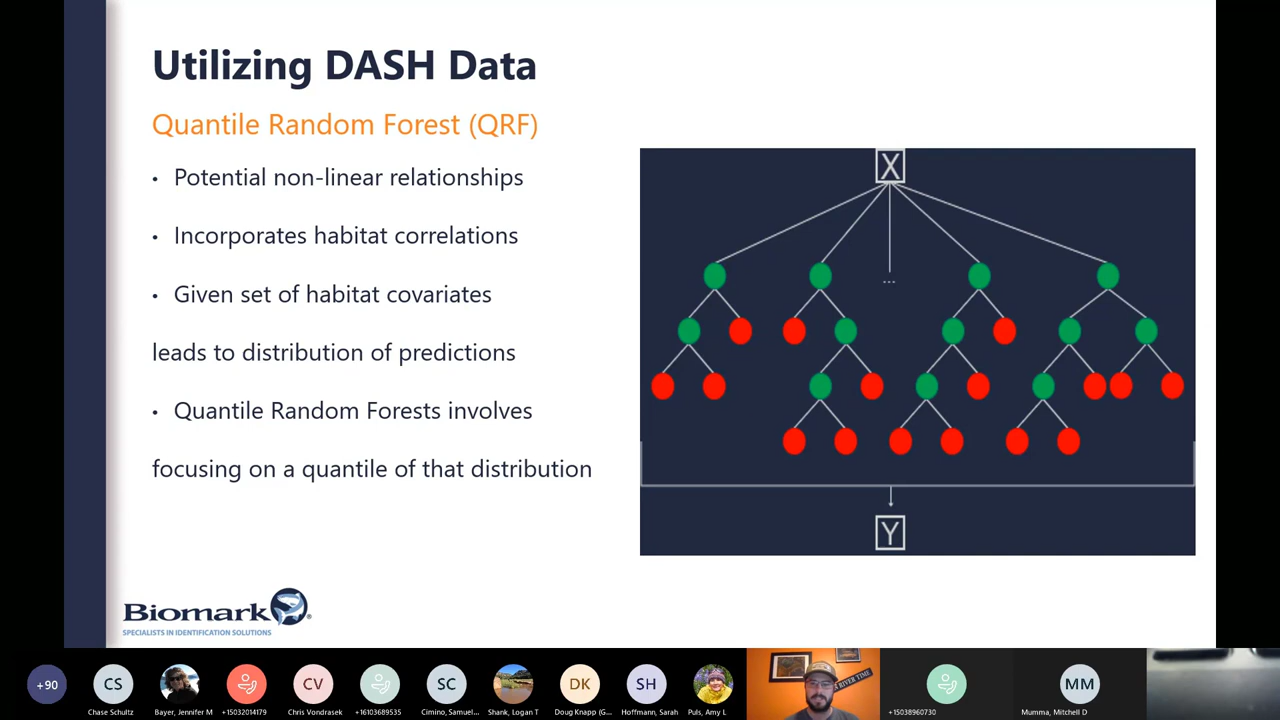 Utilizing DASH Data
Quantile Random Forest (QRF)
• Potential non-linear relationships
• Incorporates habitat correlations
• Given set of habitat covariates
leads to distribution of predictions
• Quantile Random Forests involves
focusing on a quantile of that distribution
X
...
Y
Biomark®
SPECIALISTS IN IDENTIFICATION SOLUTIONS
+90
CS
CV
SC
DK
SH
RIVER TIME
MM
Chase Schultz
Bayer, Jennifer M
+15032014179
Chris Vondrasek
+16103689535
Cimino, Samuel...
Shank, Logan T
Doug Knapp (G...
Hoffmann, Sarah
Puls, Amy L
+15038960730
Mumma, Mitchell D